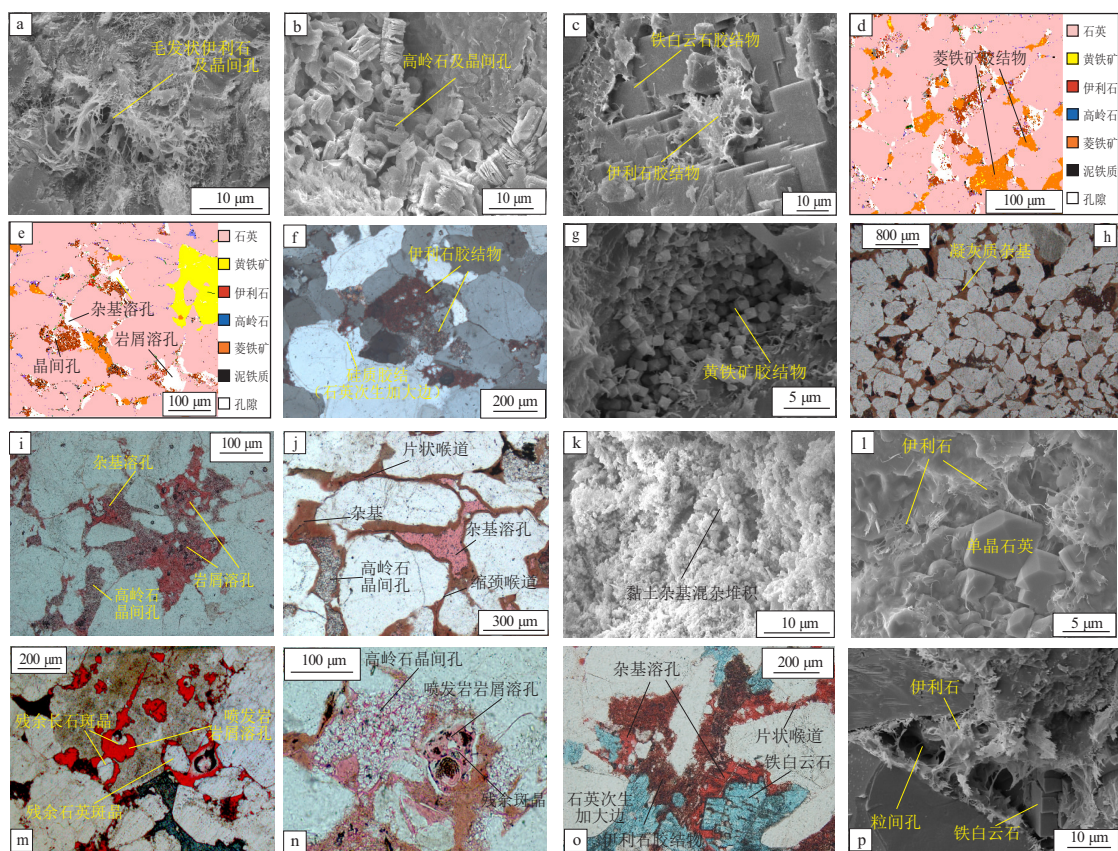 a
毛发状伊利石
及晶间孔
10 μm
b
高岭石及晶间孔
10 μm
c
铁白云石胶结物
伊利石胶结物
10 μm
d
菱铁矿胶结物
100 μm
石英
黄铁矿
伊利石
高岭石
菱铁矿
泥铁质
孔隙
e
杂基溶孔
岩屑溶孔
晶间孔
100 μm
石英
黄铁矿
伊利石
高岭石
菱铁矿
泥铁质
孔隙
f
伊利石胶结物
硅质胶结
(石英次生加大边)
200 μm
g
黄铁矿胶结物
5 μm
800 μm
h
凝灰质杂基
i
100 μm
杂基溶孔
岩屑溶孔
高岭石
晶间孔
j
片状喉道
杂基
杂基溶孔
高岭石
晶间孔
缩颈喉道
300 μm
k
黏土杂基混杂堆积
10 μm
l
伊利石
单晶石英
5 μm
200 μm
残余长石斑晶
喷发岩
岩屑溶孔
残余石英斑晶
m
100 μm
高岭石晶间孔
喷发岩岩屑溶孔
残余斑晶
n
200 μm
杂基溶孔
片状喉道
铁白云石
石英次生
加大边
伊利石胶结物
o
伊利石
粒间孔
铁白云石
p
10 μm